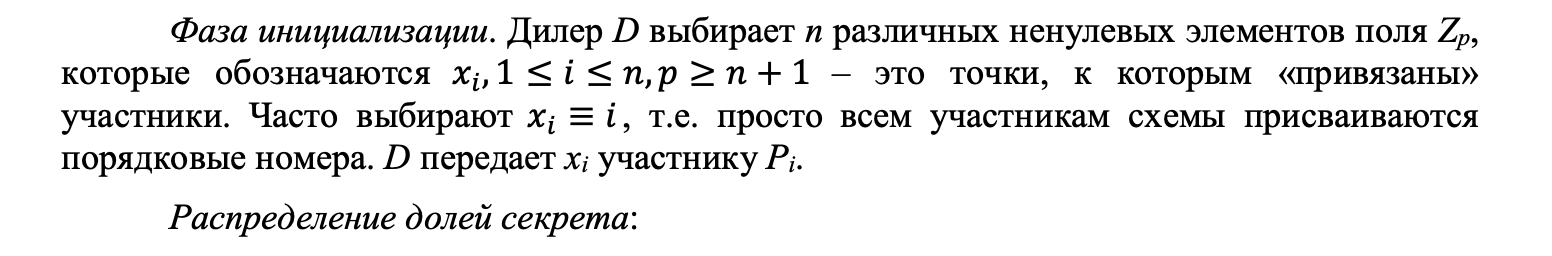 Фаза инициализации. Дилер D выбирает n различных ненулевых элементов поля Zp,
которые обозначаются xi, 1 ≤ i ≤ n, p ≥ n + 1 – это точки, к которым «привязаны»
участники. Часто выбирают xi ≡ i, т.е. просто всем участникам схемы присваиваются
порядковые номера. D передает xi участнику Pi.
Распределение долей секрета: